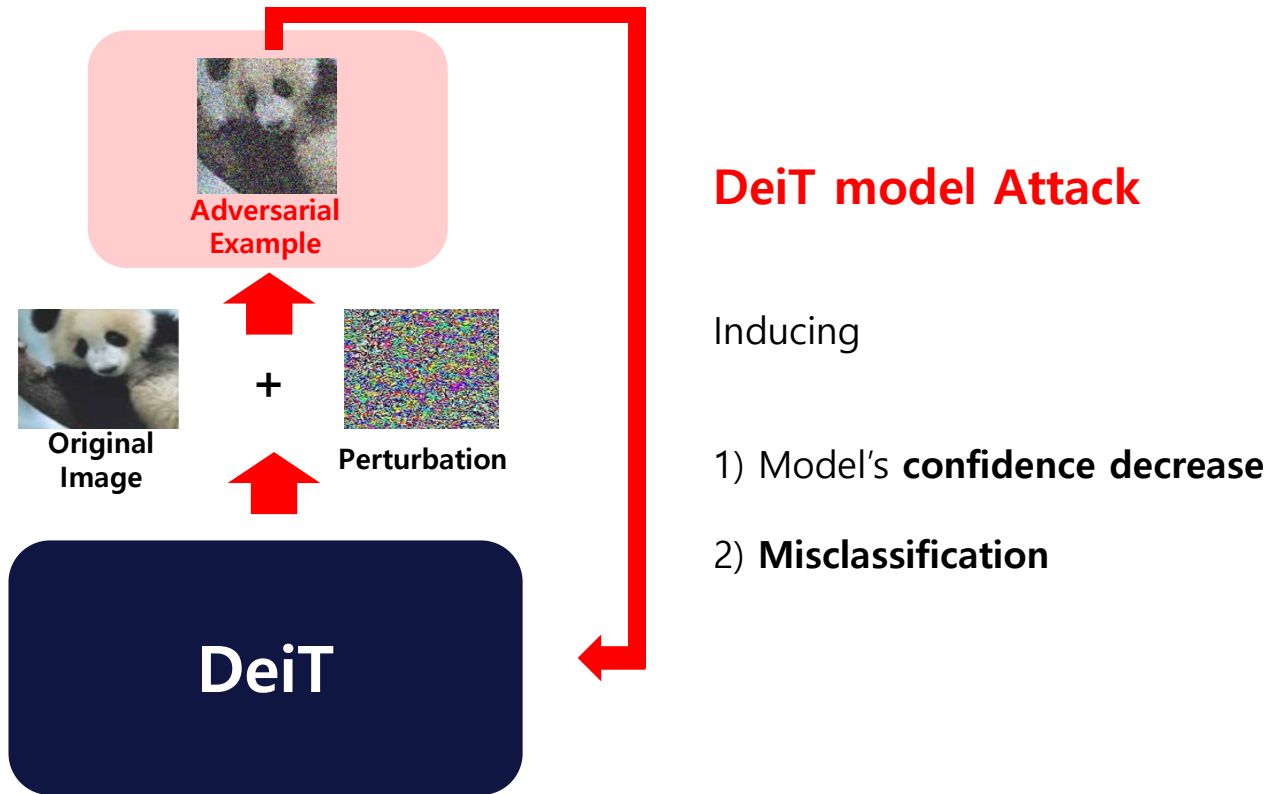 Adversarial
Example
+
Original
Image
Perturbation
DeiT
DeiT model Attack
Inducing
1) Model’s confidence decrease
2) Misclassification